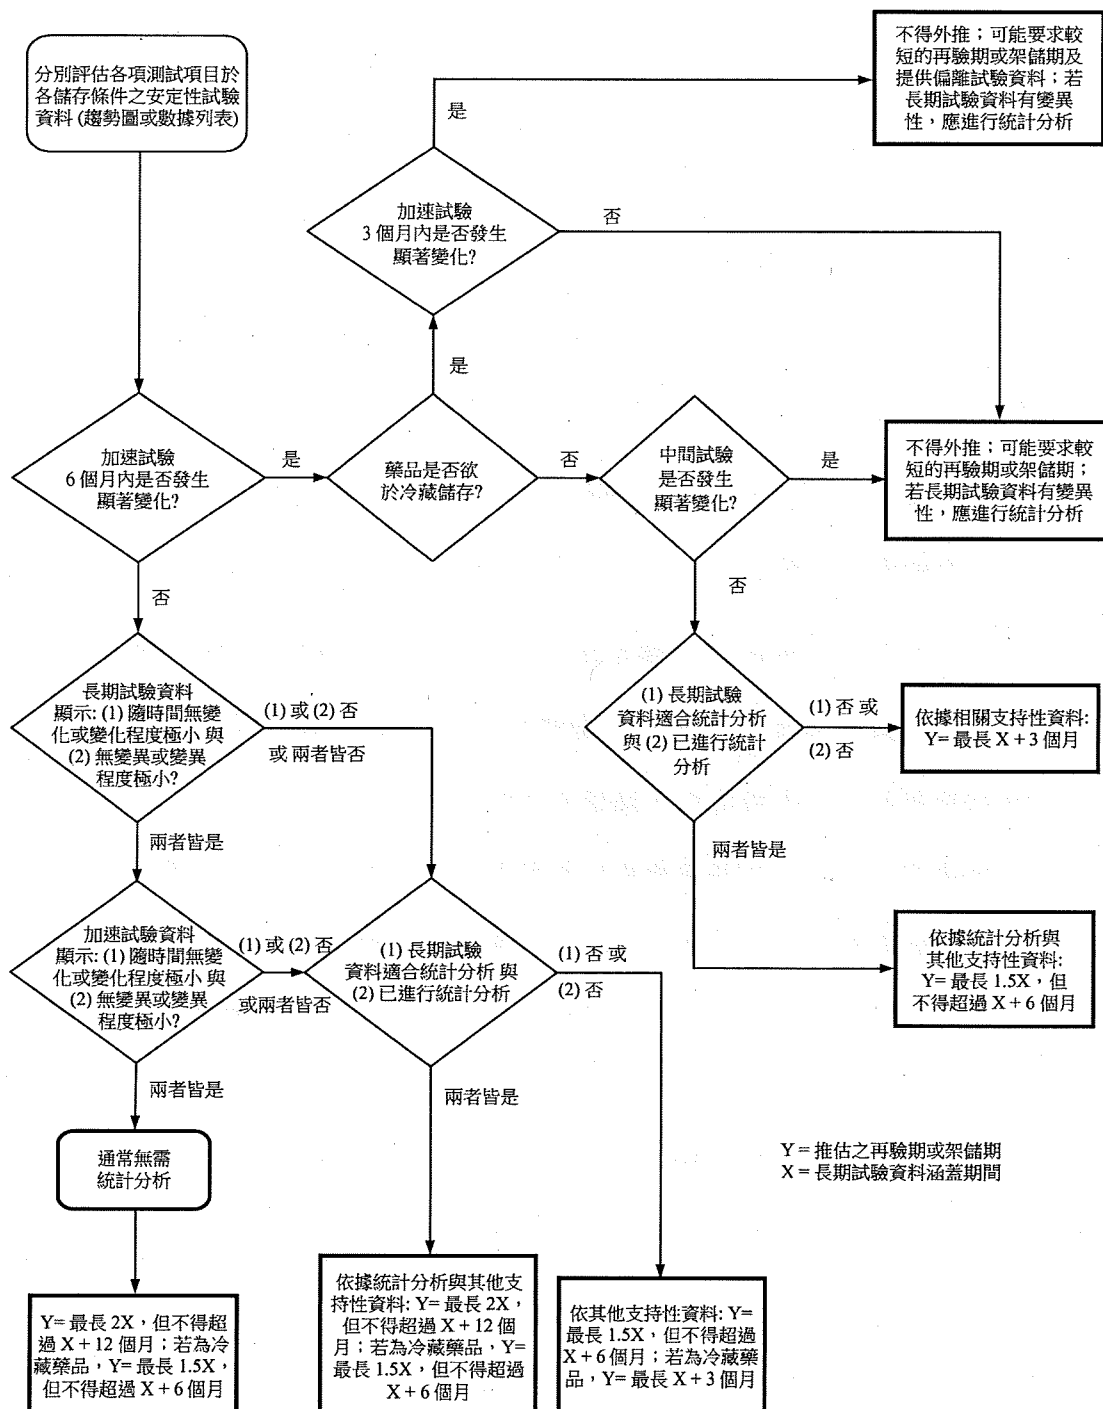 分別評估各項測試項目於
各儲存條件之安定性試驗
資料 (趨勢圖或數據列表)
不得外推；可能要求較
短的再驗期或架儲期及
提供偏離試驗資料；若
長期試驗資料有變異
性，應進行統計分析
是
加速試驗
3 個月內是否發生
顯著變化?
否
是
加速試驗
6 個月內是否發生
顯著變化?
是
藥品是否欲
於冷藏儲存?
否
中間試驗
是否發生
顯著變化?
是
不得外推；可能要求較
短的再驗期或架儲期；
若長期試驗資料有變異
性，應進行統計分析
否
否
長期試驗資料
顯示: (1) 隨時間無變
化或變化程度極小 與
(2) 無變異或變異
程度極小?
(1) 或 (2) 否
或 兩者皆否
(1) 長期試驗
資料適合統計分析
與 (2) 已進行統計
分析
(1) 否 或
(2) 否
依據相關支持性資料:
Y= 最長 X + 3 個月
兩者皆是
兩者皆是
加速試驗資料
顯示: (1) 隨時間無變
化或變化程度極小 與
(2) 無變異或變異
程度極小?
(1) 或 (2) 否
或兩者皆否
(1) 長期試驗
資料適合統計分析 與
(2) 已進行統計分析
(1) 否 或
(2) 否
依據統計分析與
其他支持性資料:
Y= 最長 1.5X，但
不得超過 X + 6 個月
兩者皆是
兩者皆是
通常無需
統計分析
Y = 推估之再驗期或架儲期
X = 長期試驗資料涵蓋期間
Y= 最長 2X，但不得超
過 X + 12 個月；若為冷
藏藥品，Y= 最長 1.5X，
但不得超過 X + 6 個月
依據統計分析與其他支
持性資料: Y= 最長 2X，
但不得超過 X + 12 個
月；若為冷藏藥品，Y=
最長 1.5X，但不得超過
X + 6 個月
依其他支持性資料: Y=
最長 1.5X，但不得超過
X + 6 個月；若為冷藏藥
品，Y= 最長 X + 3 個月